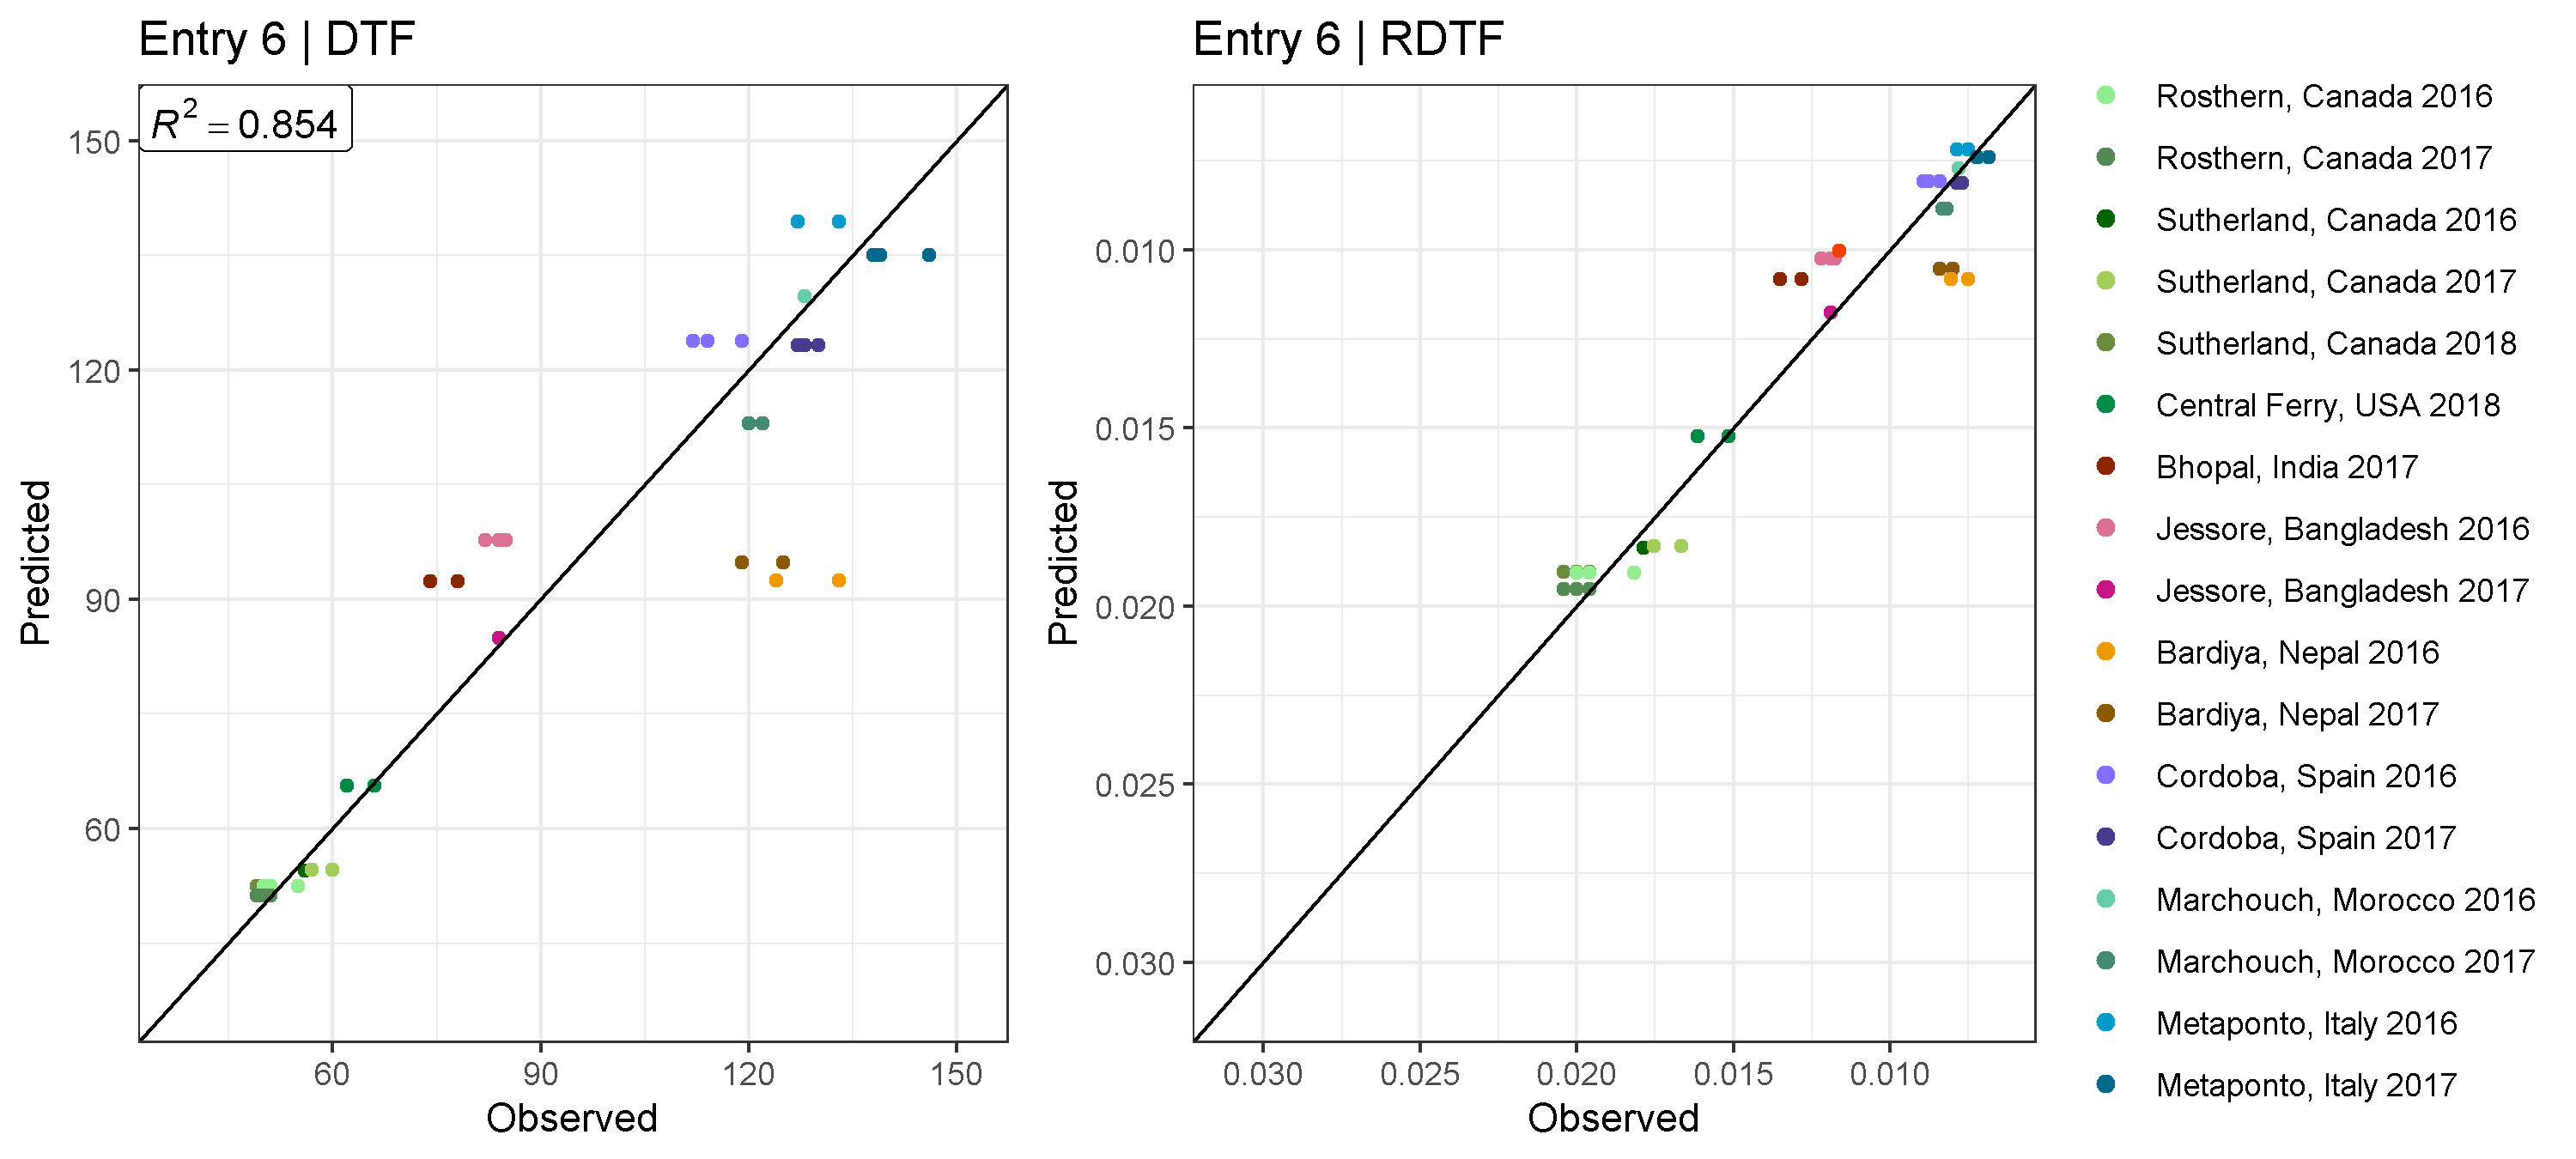 Entry 6 | DTF
R² = 0.854
150
120
90
60
Predicted
60 90 120 150
Observed
Entry 6 | RDTF
0.010
0.015
0.020
0.025
0.030
Predicted
0.030 0.025 0.020 0.015 0.010
Observed
Rosthern, Canada 2016
Rosthern, Canada 2017
Sutherland, Canada 2016
Sutherland, Canada 2017
Sutherland, Canada 2018
Central Ferry, USA 2018
Bhopal, India 2017
Jessore, Bangladesh 2016
Jessore, Bangladesh 2017
Bardiya, Nepal 2016
Bardiya, Nepal 2017
Cordoba, Spain 2016
Cordoba, Spain 2017
Marchouch, Morocco 2016
Marchouch, Morocco 2017
Metaponto, Italy 2016
Metaponto, Italy 2017